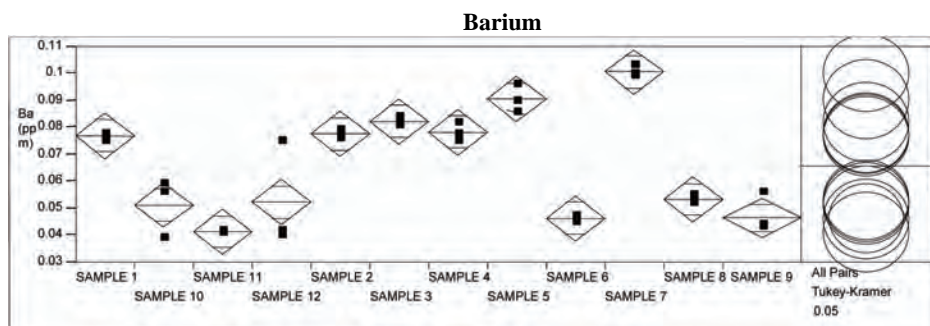 Barium
0.11
0.1
0.09
0.08
0.07
0.06
0.05
0.04
0.03
Ba
(pp
m)
SAMPLE 1 SAMPLE 11 SAMPLE 2 SAMPLE 4 SAMPLE 6 SAMPLE 8 SAMPLE 9
SAMPLE 10 SAMPLE 12 SAMPLE 3 SAMPLE 5 SAMPLE 7
All Pairs
Tukey-Kramer
0.05